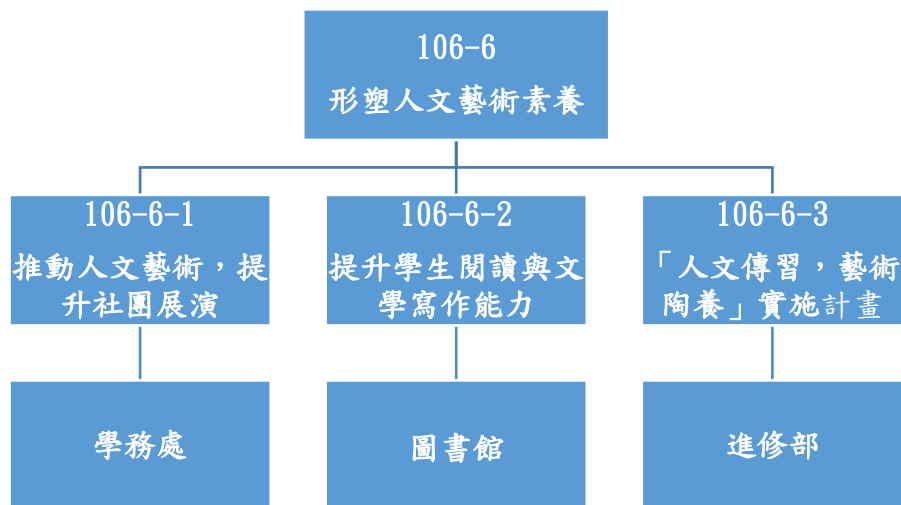 106-6
形塑人文藝術素養
106-6-1
推動人文藝術，提
升社團展演
106-6-2
提升學生閱讀與文
學寫作能力
106-6-3
「人文傳習，藝術
陶養」實施計畫
學務處
圖書館
進修部